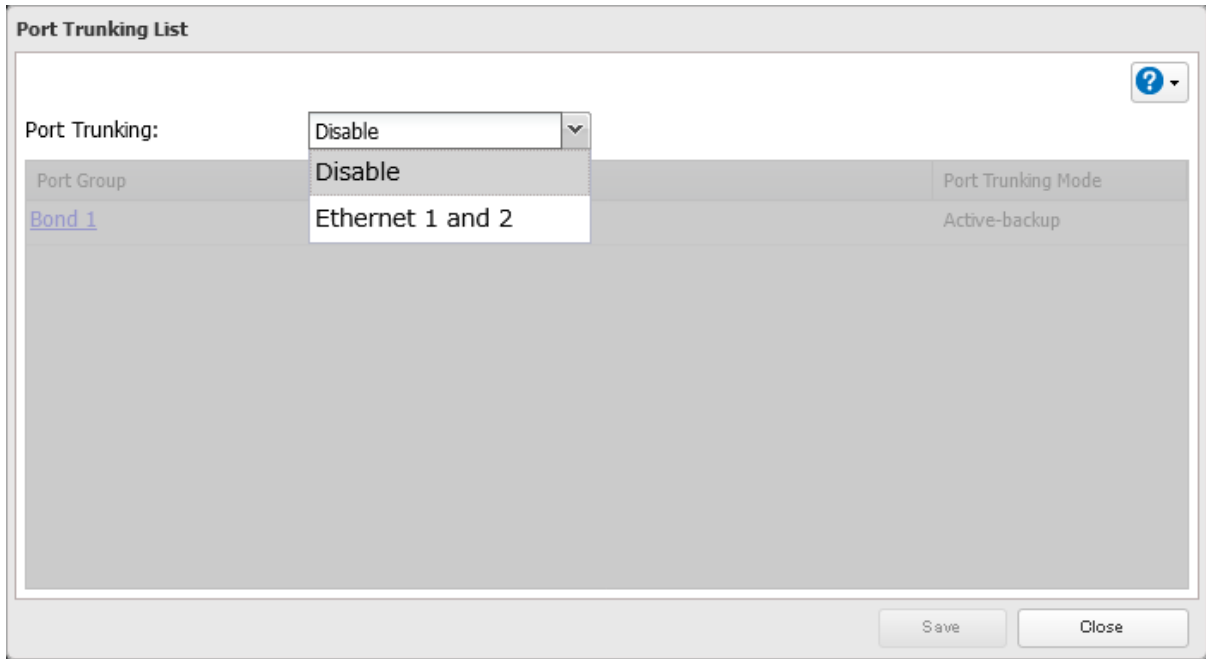 Port Trunking List
Port Trunking: Disable
Disable
Ethernet 1 and 2
Port Group Port Trunking Mode
Bond 1 Active-backup
Save Close